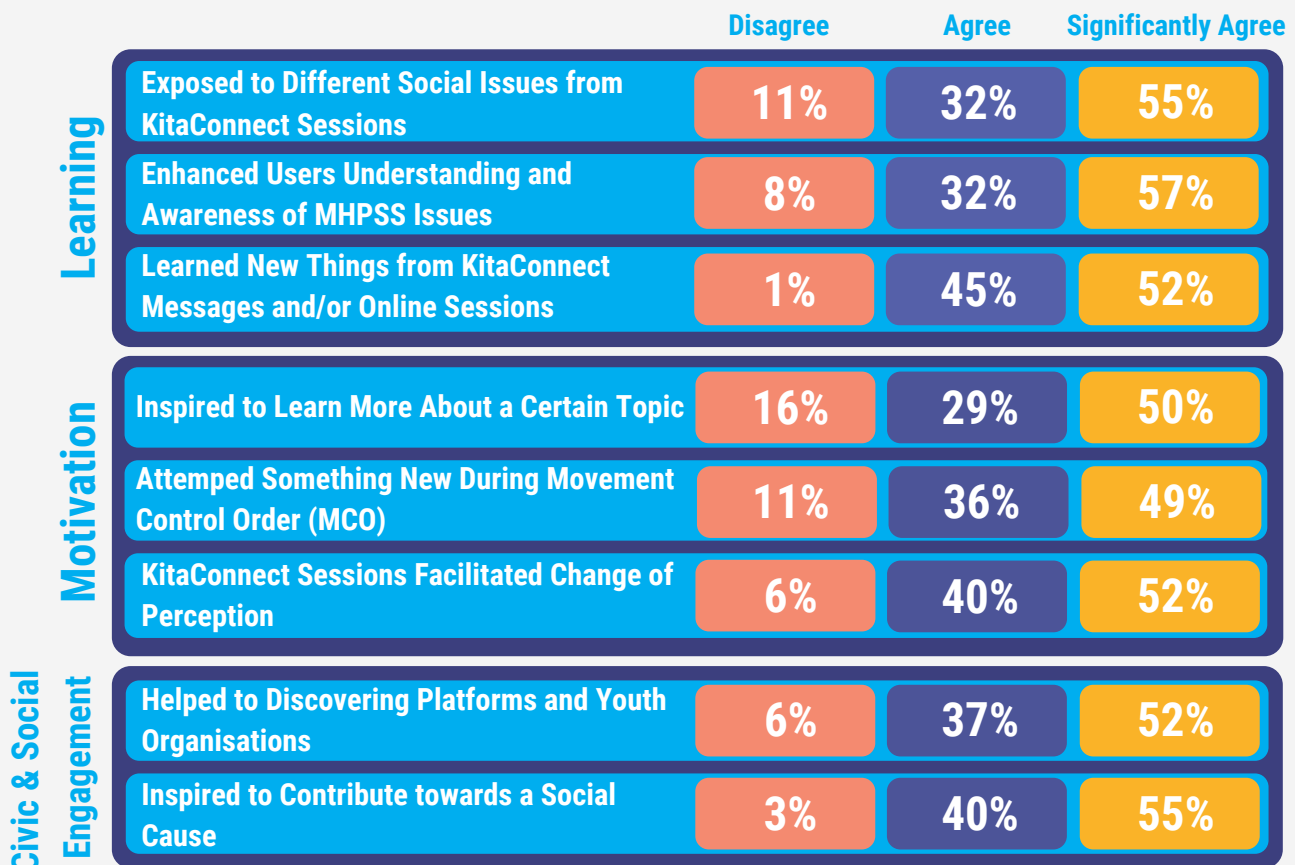 Disagree Agree Significantly Agree
Learning
Exposed to Different Social Issues from
KitaConnect Sessions
11% 32% 55%
Enhanced Users Understanding and
Awareness of MHPSS Issues
8% 32% 57%
Learned New Things from KitaConnect
Messages and/or Online Sessions
1% 45% 52%
Motivation
Inspired to Learn More About a Certain Topic
16% 29% 50%
Attemped Something New During Movement
Control Order (MCO)
11% 36% 49%
KitaConnect Sessions Facilitated Change of
Perception
6% 40% 52%
Civic & Social
Engagement
Helped to Discovering Platforms and Youth
Organisations
6% 37% 52%
Inspired to Contribute towards a Social
Cause
3% 40% 55%